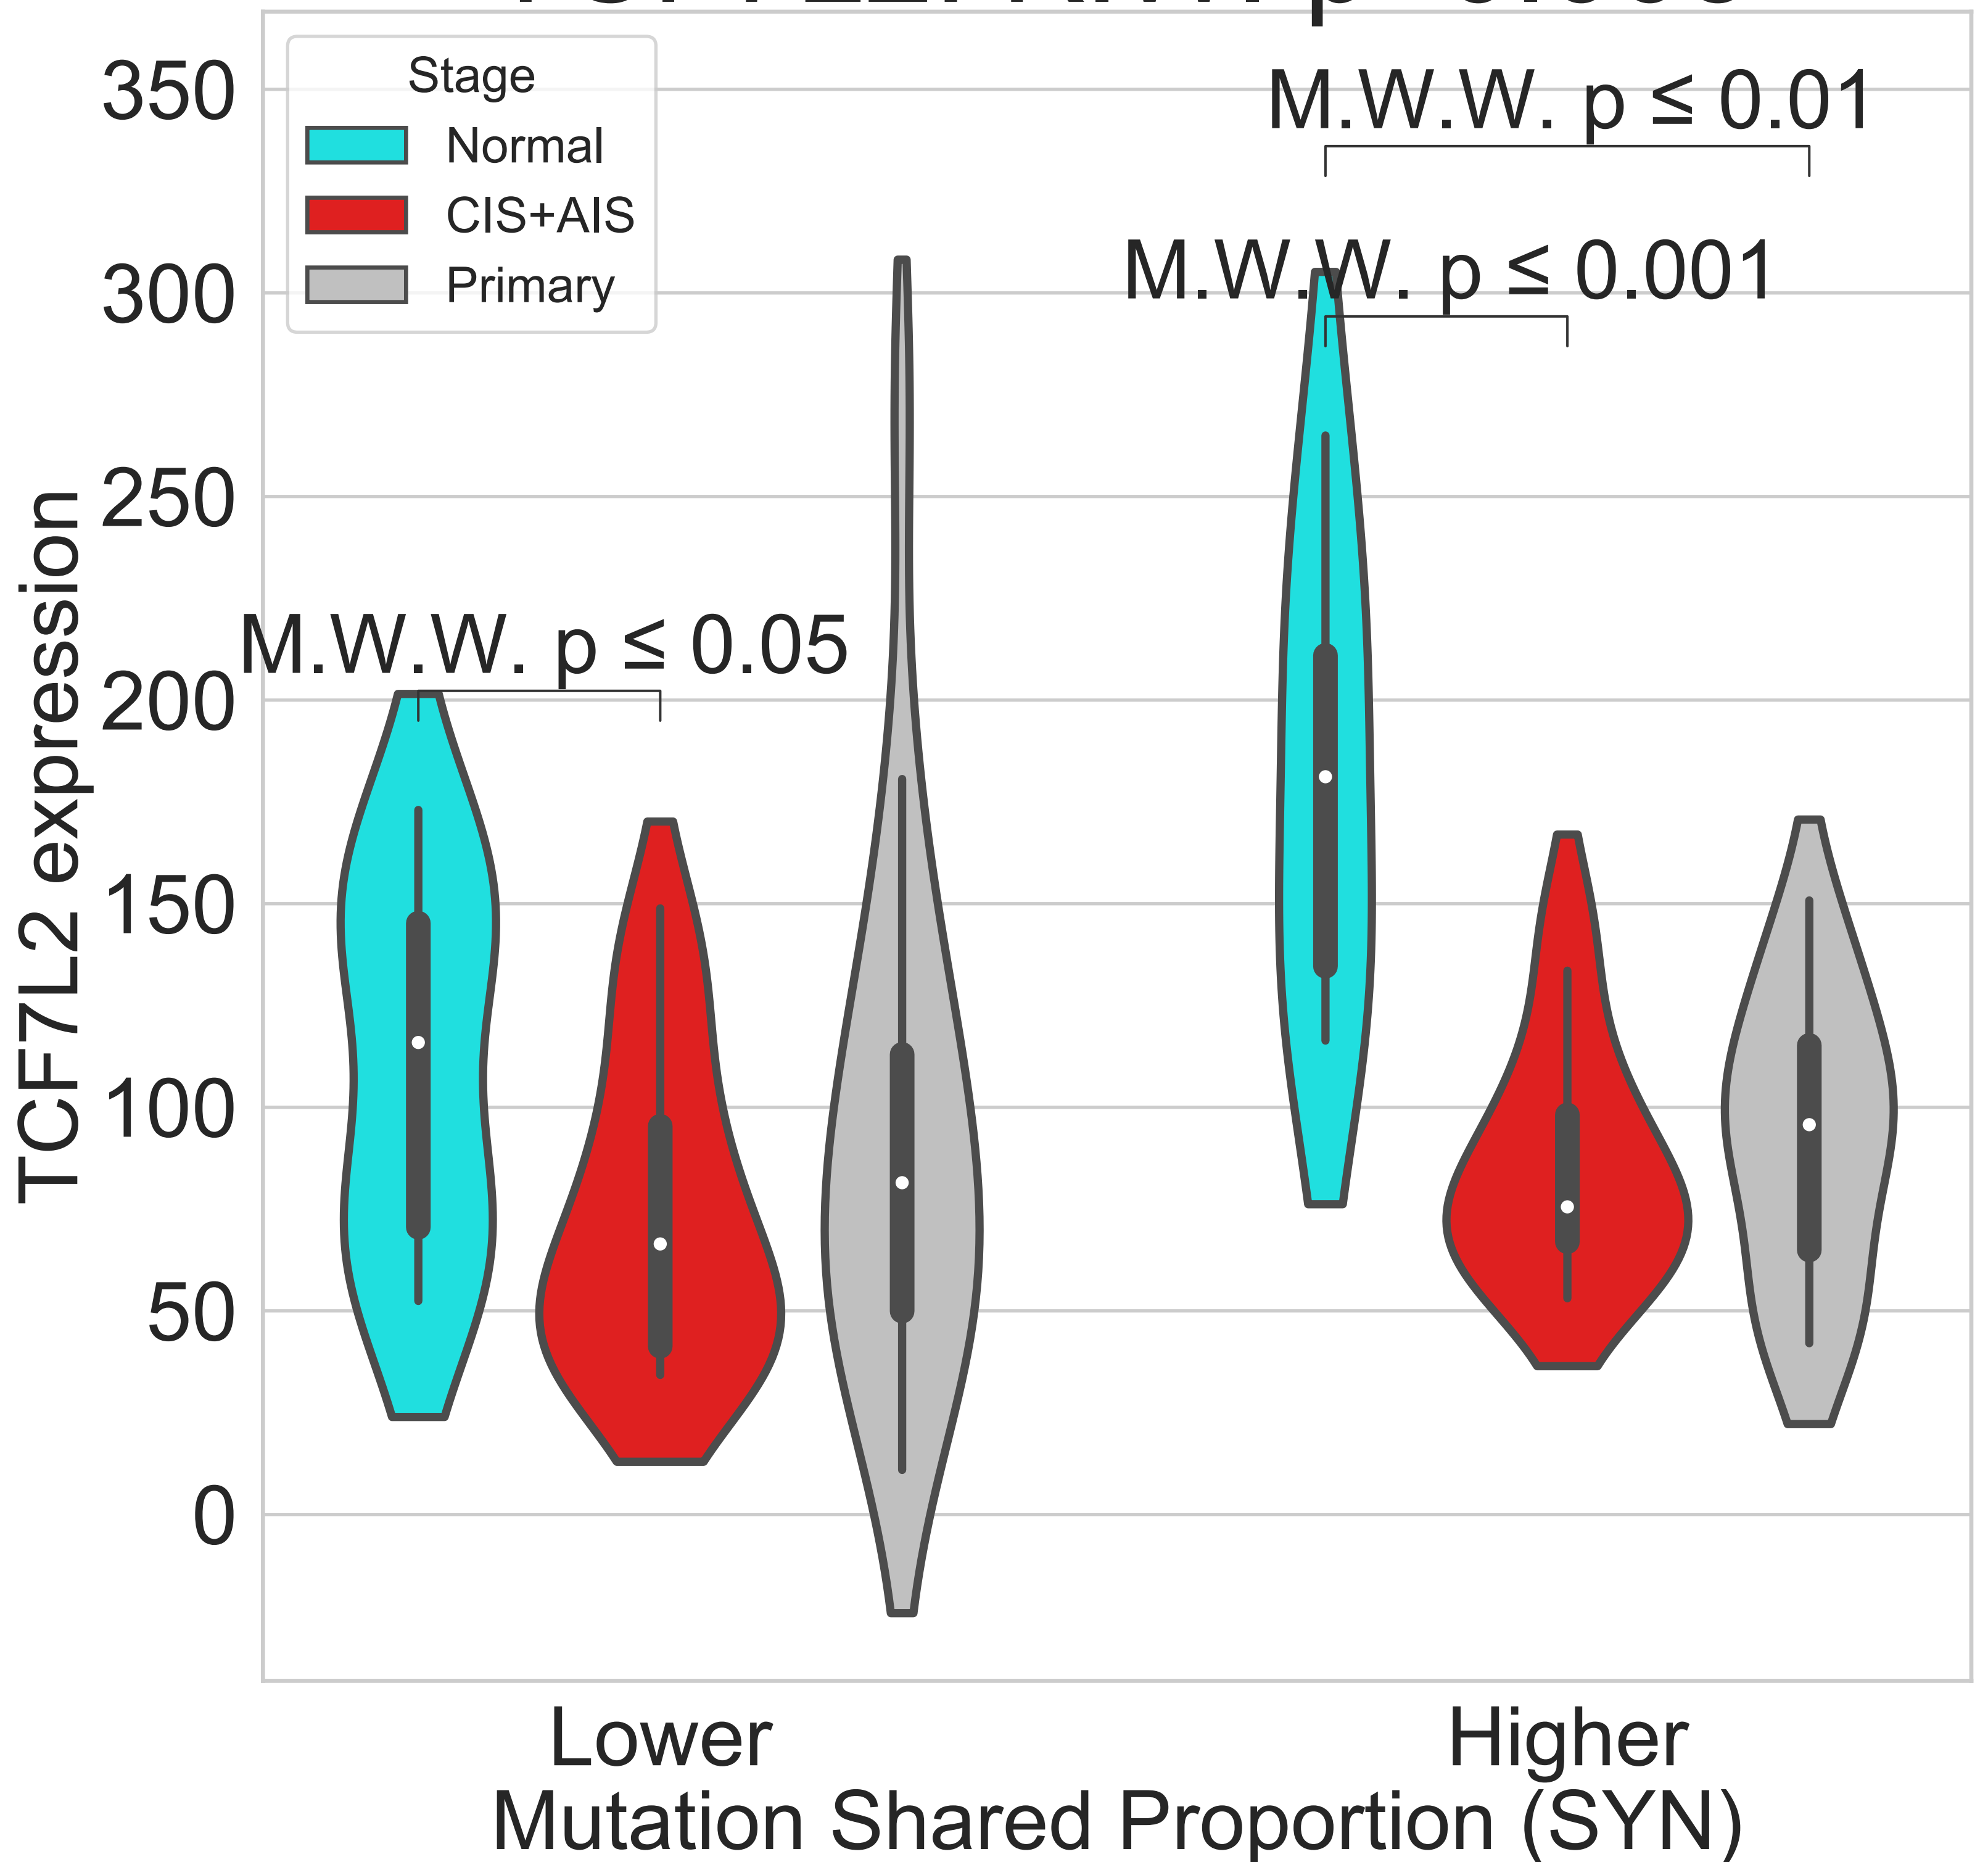 350
300
250
200
150
100
50
0
TCF7L2 expression
Stage
Normal
CIS+AIS
Primary
M.W.W. p ≤ 0.01
M.W.W. p ≤ 0.001
M.W.W. p ≤ 0.05
Lower
Higher
Mutation Shared Proportion (SYN)